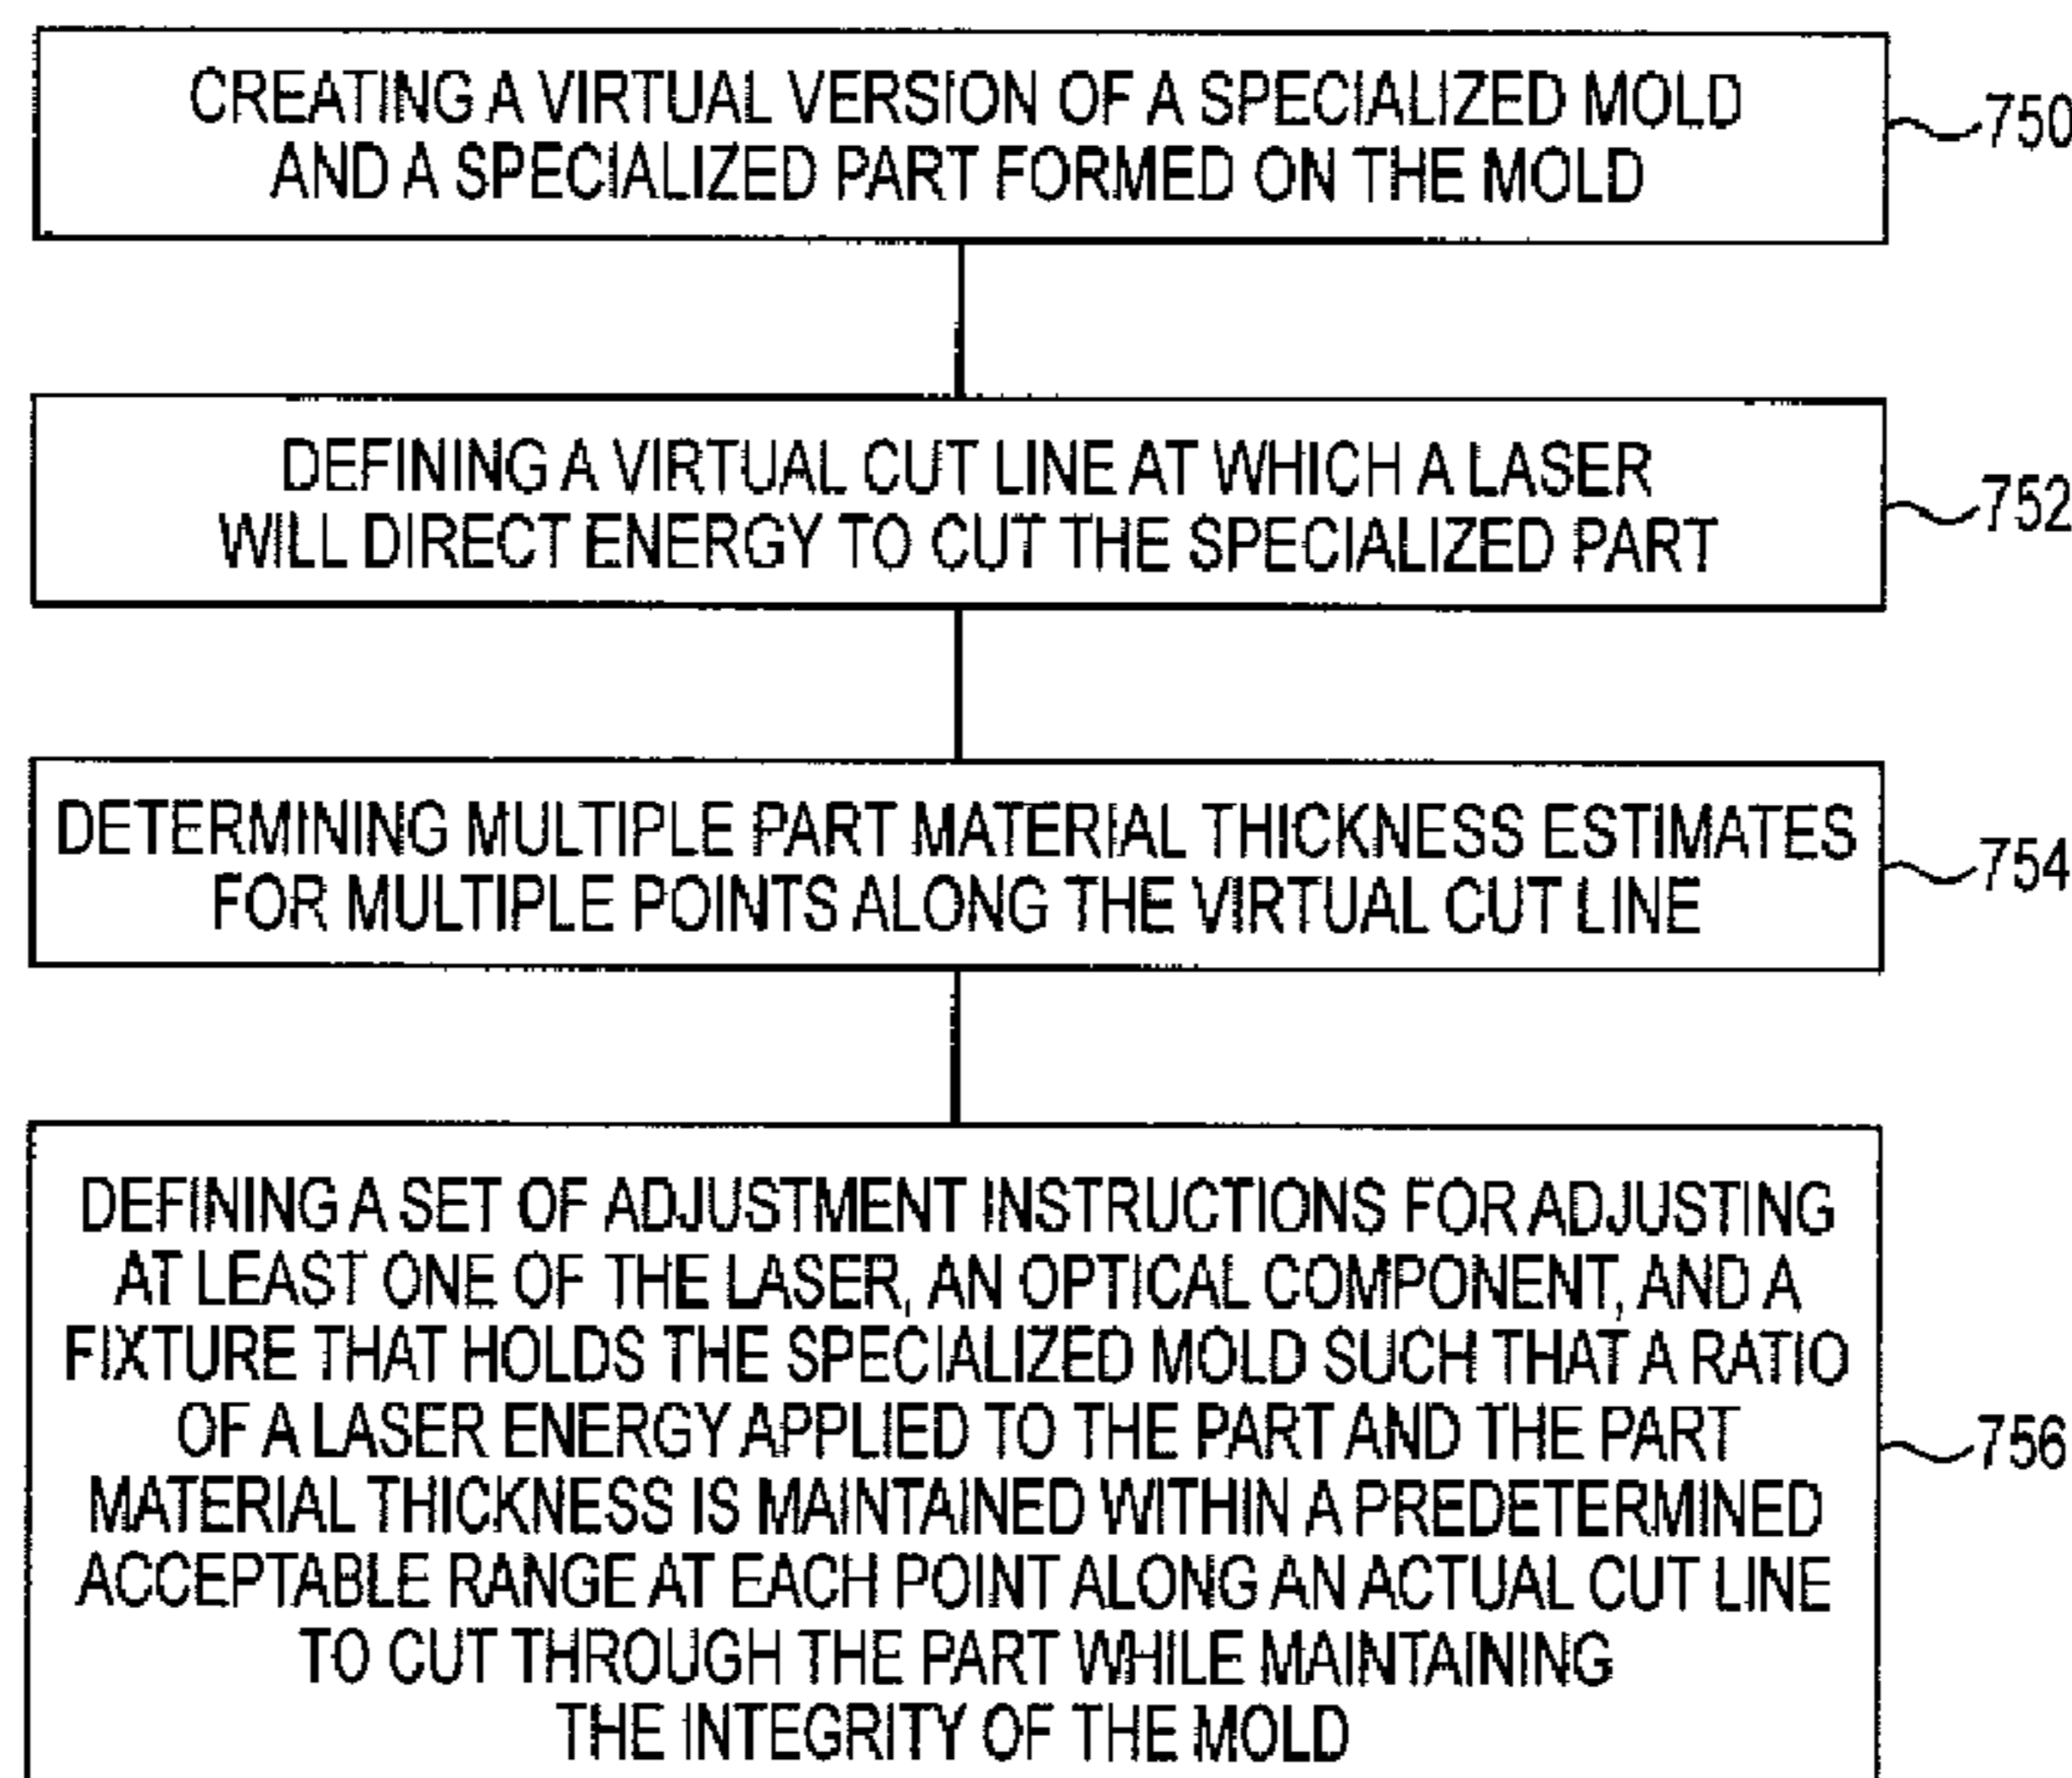 CREATING A VIRTUAL VERSION OF A SPECIALIZED MOLD
AND A SPECIALIZED PART FORMED ON THE MOLD
750
DEFINING A VIRTUAL CUT LINE AT WHICH A LASER
WILL DIRECT ENERGY TO CUT THE SPECIALIZED PART
752
DETERMINING MULTIPLE PART MATERIAL THICKNESS ESTIMATES
FOR MULTIPLE POINTS ALONG THE VIRTUAL CUT LINE
754
DEFINING A SET OF ADJUSTMENT INSTRUCTIONS FOR ADJUSTING
AT LEAST ONE OF THE LASER, AN OPTICAL COMPONENT, AND A
FIXTURE THAT HOLDS THE SPECIALIZED MOLD SUCH THAT A RATIO
OF A LASER ENERGY APPLIED TO THE PART AND THE PART
MATERIAL THICKNESS IS MAINTAINED WITHIN A PREDETERMINED
ACCEPTABLE RANGE AT EACH POINT ALONG AN ACTUAL CUT LINE
TO CUT THROUGH THE PART WHILE MAINTAINING
THE INTEGRITY OF THE MOLD
756